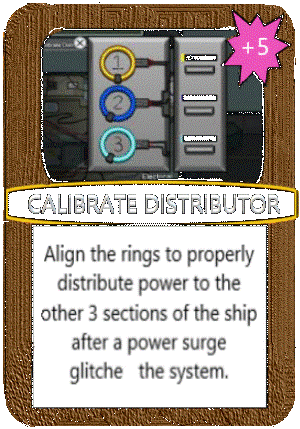 +5
1
2
3
CALIBRATE DISTRIBUTOR
Align the rings to properly
distribute power to the
other 3 sections of the ship
after a power surge
glitche the system.